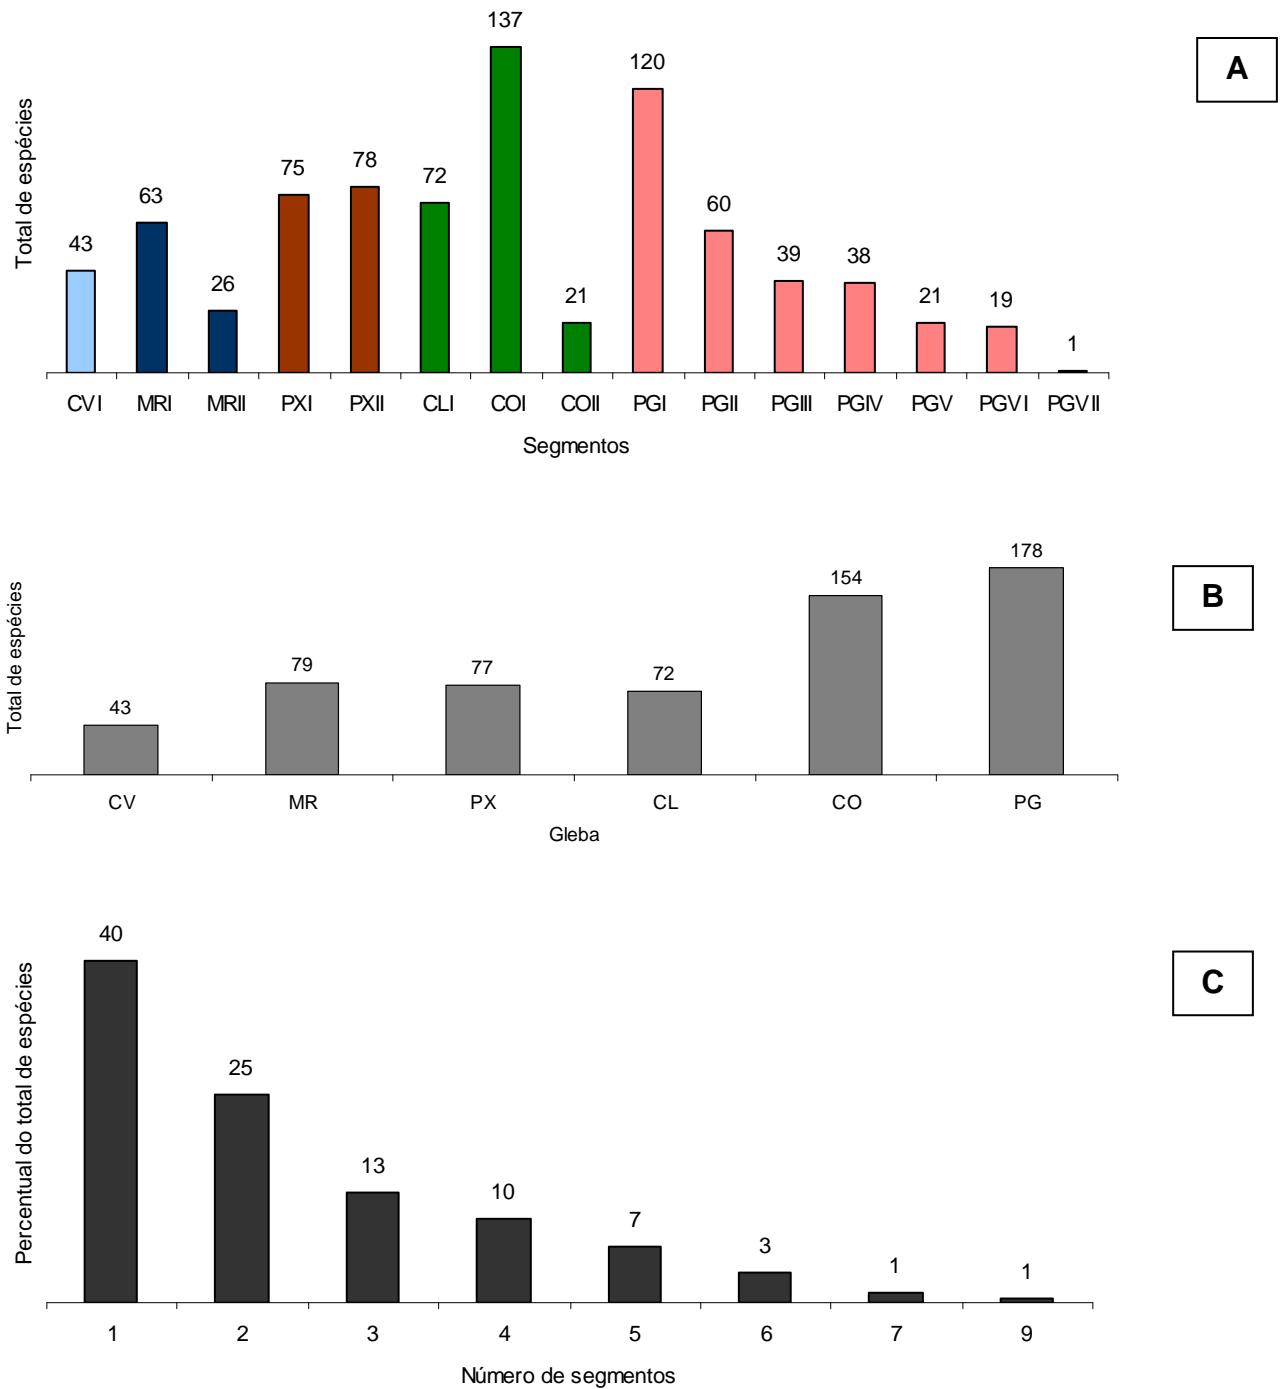 A
Total de espécies
43
63
26
75
78
72
137
21
120
60
39
38
21
19
1
CVI MRI MRII PXI PXII CLI COI COII PGI PGII PGIII PGIV PGV PGVI PGVII
Segmentos
B
Total de espécies
43
79
77
72
154
178
CV MR PX CL CO PG
Gleba
C
Percentual do total de espécies
40
25
13
10
7
3
1
1
1 2 3 4 5 6 7 9
Número de segmentos